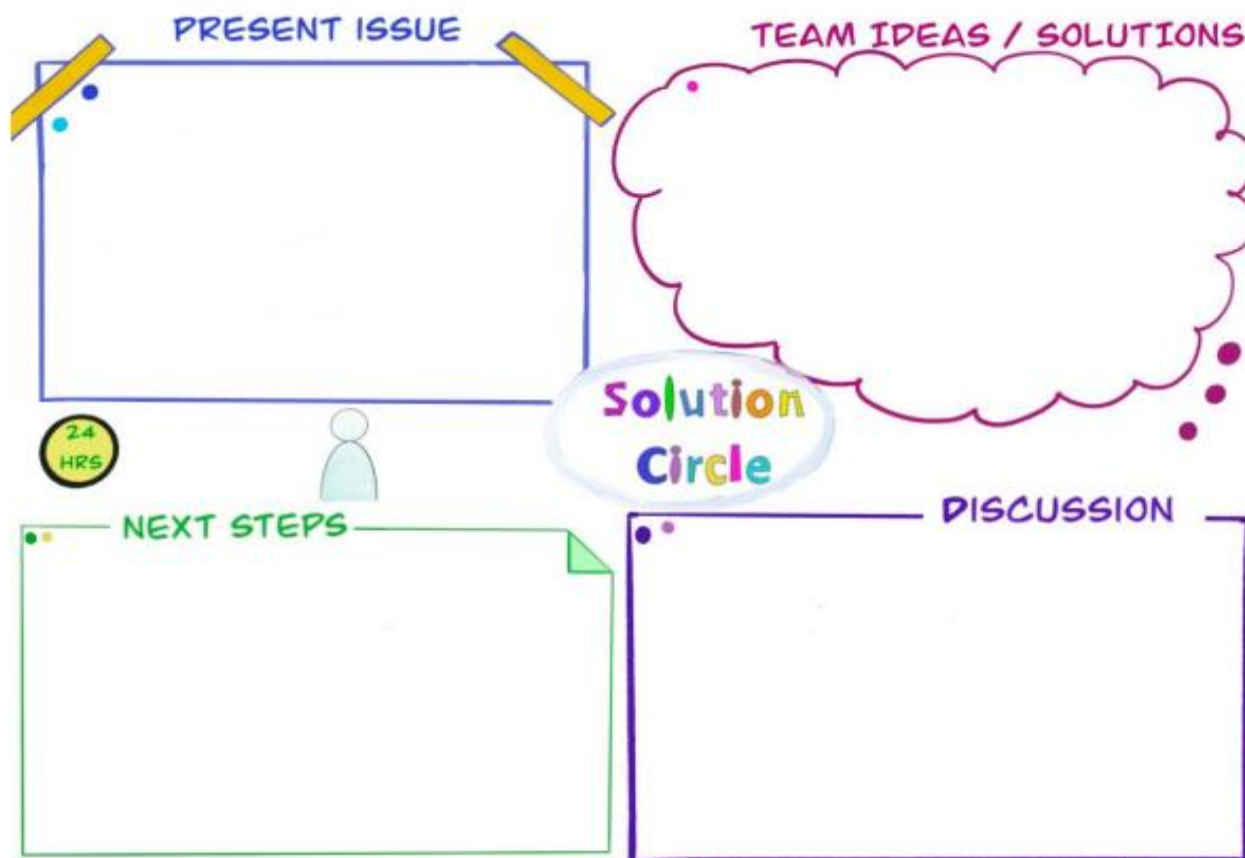 PRESENT ISSUE
TEAM IDEAS / SOLUTIONS
Solution
Circle
24
HRS
NEXT STEPS
DISCUSSION